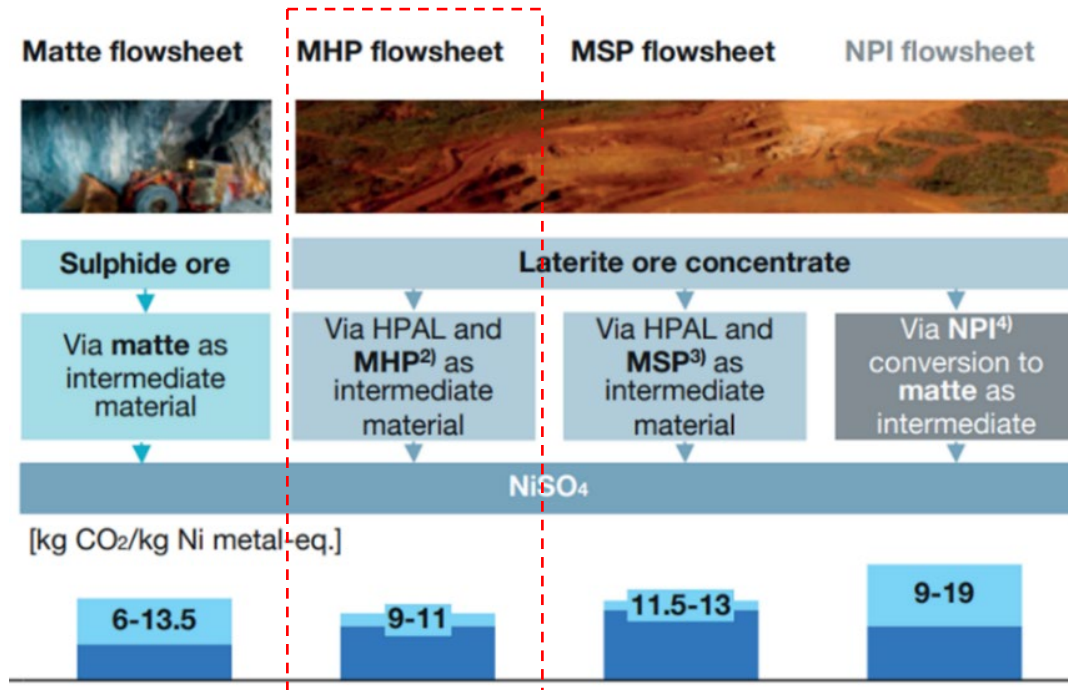 Matte flowsheet
MHP flowsheet
MSP flowsheet
NPI flowsheet
Sulphide ore
Laterite ore concentrate
Via matte as
intermediate
material
Via HPAL and
MHP2) as
intermediate
material
Via HPAL and
MSP3) as
intermediate
material
Via NPI4)
conversion to
matte as
intermediate
NiSO4
[kg CO2/kg Ni metal-eq.]
6-13.5
9-11
11.5-13
9-19